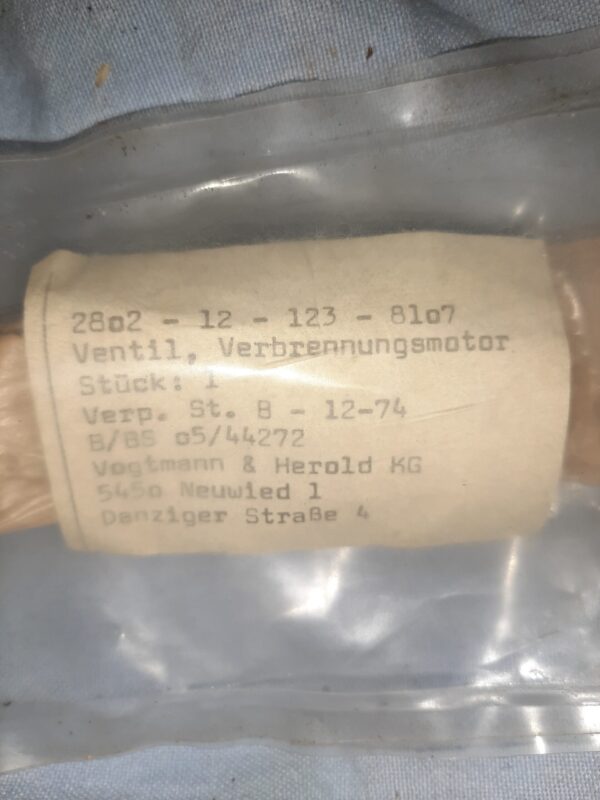 28o2 - 12 - 123 - 81o7
Ventil, Verbrennungsmotor
Stück: 1
Verp. St. B - 12-74
B/BS o5/44272
Vogtmann & Herold KG
545o Neuwied 1
Danziger Straße 4